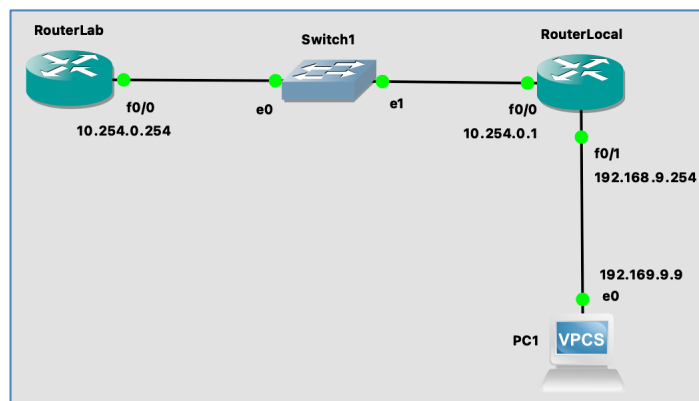 RouterLab
Switch1
RouterLocal
f0/0
e0
e1
f0/0
10.254.0.254
10.254.0.1
f0/1
192.168.9.254
192.169.9.9
e0
PC1
VPCS